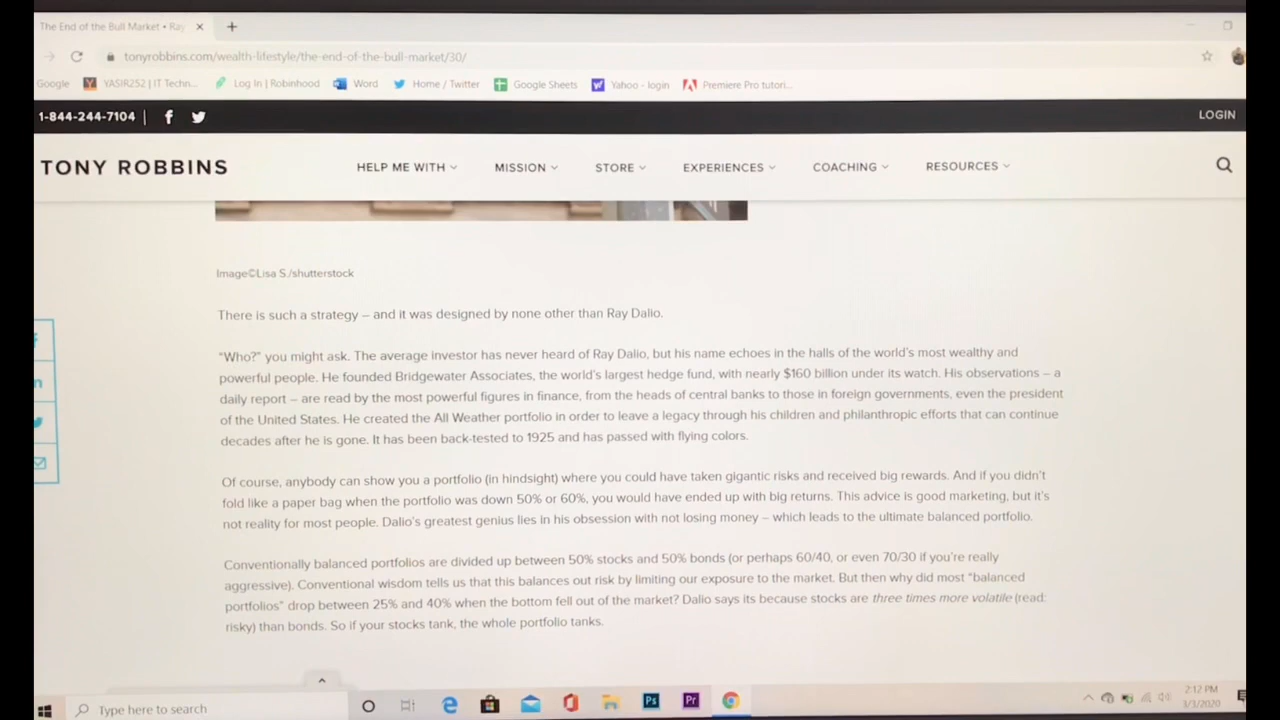 The End of the Bull Market • Ray
tonyrobbins.com/wealth-lifestyle/the-end-of-the-bull-market/30/
Google YASIR252 | IT Techn... Log In | Robinhood Word Home / Twitter Google Sheets Yahoo - login Premiere Pro tutori...
1-844-244-7104 | LOGIN
TONY ROBBINS HELP ME WITH MISSION STORE EXPERIENCES COACHING RESOURCES
Image©Lisa S./shutterstock
There is such a strategy – and it was designed by none other than Ray Dalio.
“Who?” you might ask. The average investor has never heard of Ray Dalio, but his name echoes in the halls of the world’s most wealthy and
powerful people. He founded Bridgewater Associates, the world’s largest hedge fund, with nearly $160 billion under its watch. His observations – a
daily report – are read by the most powerful figures in finance, from the heads of central banks to those in foreign governments, even the president
of the United States. He created the All Weather portfolio in order to leave a legacy through his children and philanthropic efforts that can continue
decades after he is gone. It has been back-tested to 1925 and has passed with flying colors.
Of course, anybody can show you a portfolio (in hindsight) where you could have taken gigantic risks and received big rewards. And if you didn’t
fold like a paper bag when the portfolio was down 50% or 60%, you would have ended up with big returns. This advice is good marketing, but it’s
not reality for most people. Dalio’s greatest genius lies in his obsession with not losing money – which leads to the ultimate balanced portfolio.
Conventionally balanced portfolios are divided up between 50% stocks and 50% bonds (or perhaps 60/40, or even 70/30 if you’re really
aggressive). Conventional wisdom tells us that this balances out risk by limiting our exposure to the market. But then why did most “balanced
portfolios” drop between 25% and 40% when the bottom fell out of the market? Dalio says its because stocks are three times more volatile (read:
risky) than bonds. So if your stocks tank, the whole portfolio tanks.
Type here to search
Ps Pr
2:12 PM
3/3/2020